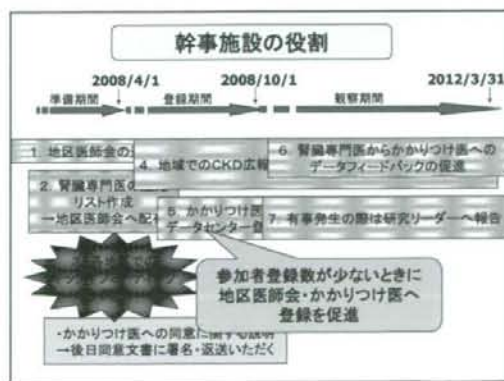 幹事施設の役割
2008/4/1
2008/10/1
2012/3/31
準備期間
登録期間
観察期間
1. 地区医師会の
4. 地域でのCKD広報
6. 腎臓専門医からかかりつけ医への
データフィードバックの促進
2. 腎臓専門医の
リスト作成
→地区医師会へ配
5. かかりつけ医
データセンター登
7. 有事発生の際は研究リーダーへ報告
参加者登録数が少ないときに
地区医師会・かかりつけ医へ
登録を促進
・かかりつけ医への同意に関する説明
→後日同意文書に署名・返送いただく